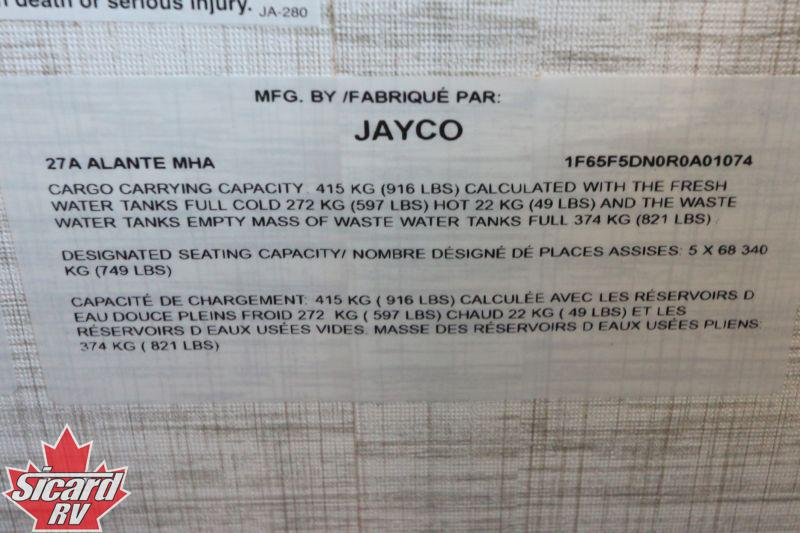 death or serious injury. JA-280
MFG. BY /FABRIQUÉ PAR:
JAYCO
27A ALANTE MHA 1F65F5DN0R0A01074
CARGO CARRYING CAPACITY 415 KG (916 LBS) CALCULATED WITH THE FRESH
WATER TANKS FULL COLD 272 KG (597 LBS) HOT 22 KG (49 LBS) AND THE WASTE
WATER TANKS EMPTY MASS OF WASTE WATER TANKS FULL 374 KG (821 LBS)
DESIGNATED SEATING CAPACITY/ NOMBRE DÉSIGNÉ DE PLACES ASSISES: 5 X 68 340
KG (749 LBS)
CAPACITÉ DE CHARGEMENT: 415 KG ( 916 LBS) CALCULÉE AVEC LES RÉSERVOIRS D
EAU DOUCE PLEINS FROID 272 KG ( 597 LBS) CHAUD 22 KG ( 49 LBS) ET LES
RÉSERVOIRS D EAUX USÉES VIDES. MASSE DES RÉSERVOIRS D EAUX USÉES PLIENS:
374 KG ( 821 LBS)
Sicard
RV